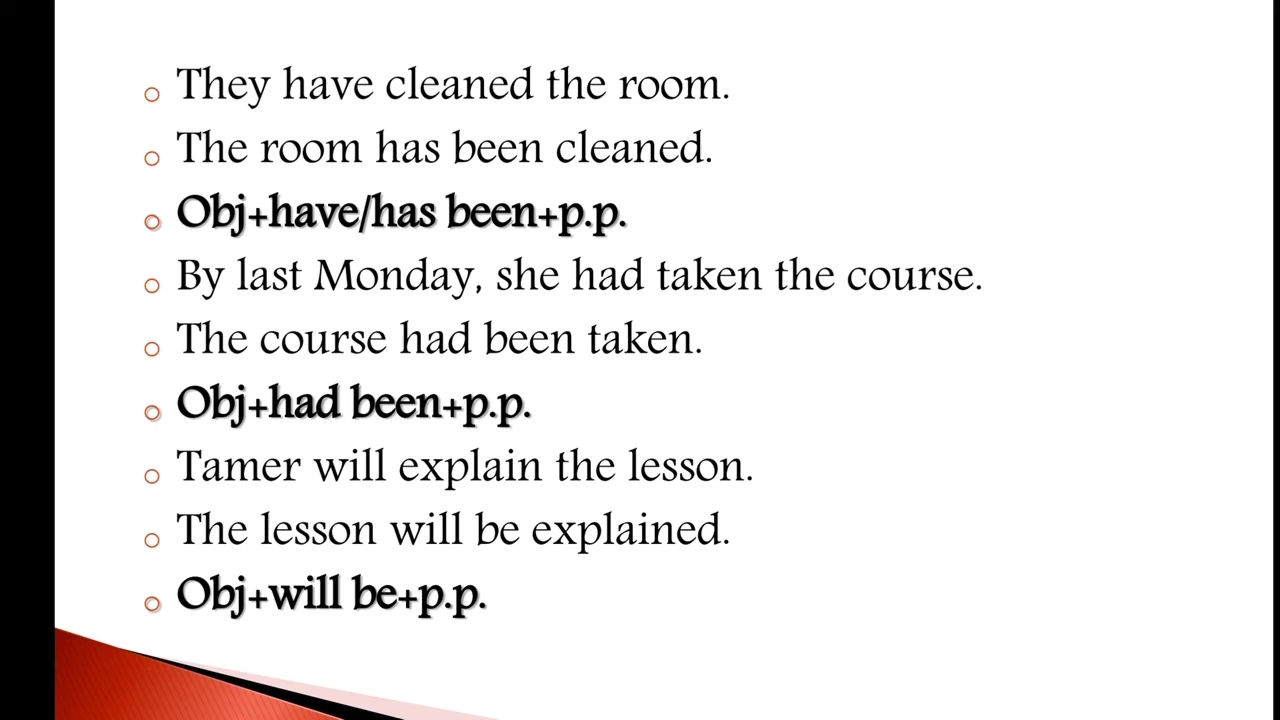 They have cleaned the room.
The room has been cleaned.
Obj+have/has been+p.p.
By last Monday, she had taken the course.
The course had been taken.
Obj+had been+p.p.
Tamer will explain the lesson.
The lesson will be explained.
Obj+will be+p.p.